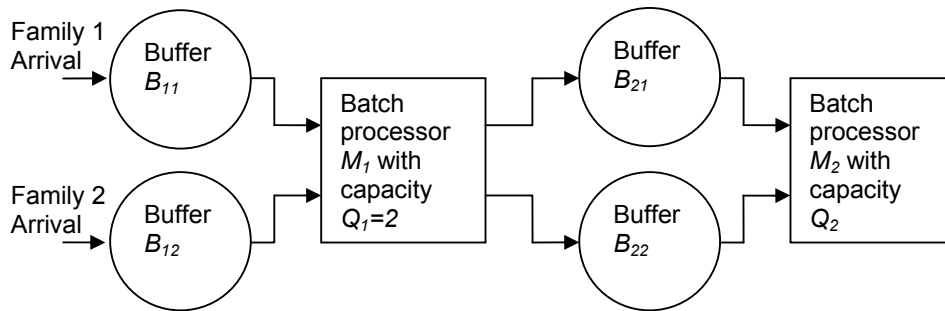 Family 1
Arrival
Buffer
B11
Batch
processor
M1 with
capacity
Q1=2
Buffer
B21
Batch
processor
M2 with
capacity
Q2
Family 2
Arrival
Buffer
B12
Buffer
B22